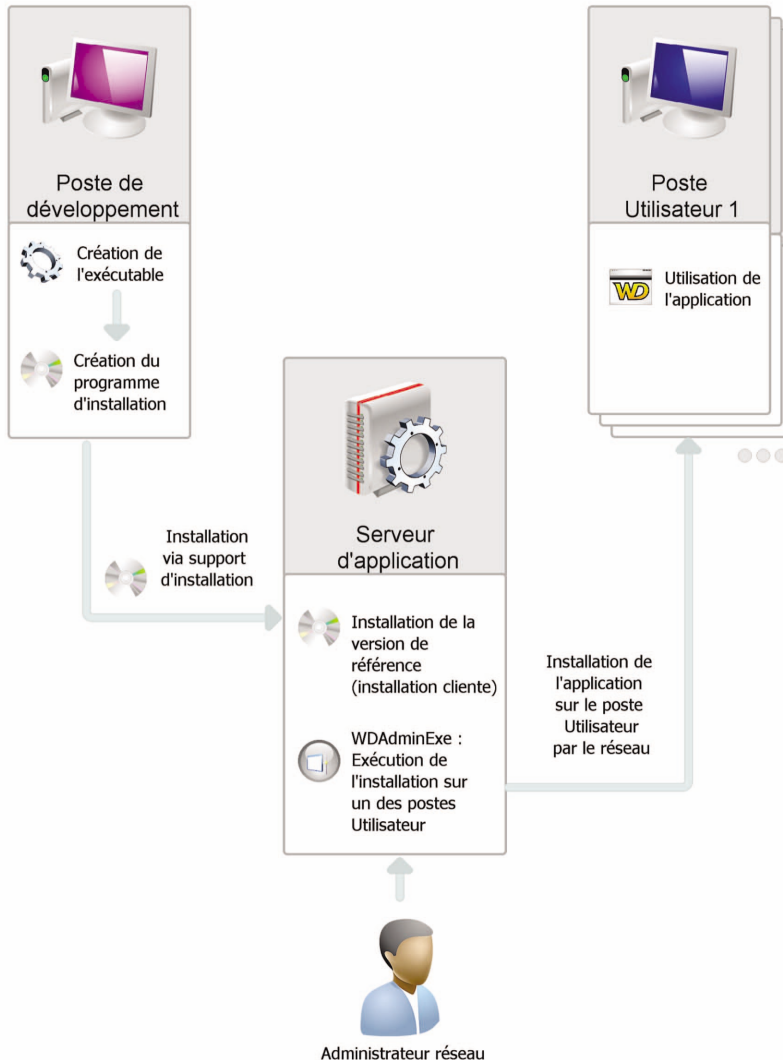 Poste de
développement
Création de
l'exécutable
Création du
programme
d'installation
Installation
via support
d'installation
Serveur
d'application
Installation de la
version de
référence
(installation cliente)
WDAdminExe :
Exécution de
l'installation sur
un des postes
Utilisateur
Administrateur réseau
Installation de
l'application
sur le poste
Utilisateur
par le réseau
Poste
Utilisateur 1
WD
Utilisation de
l'application